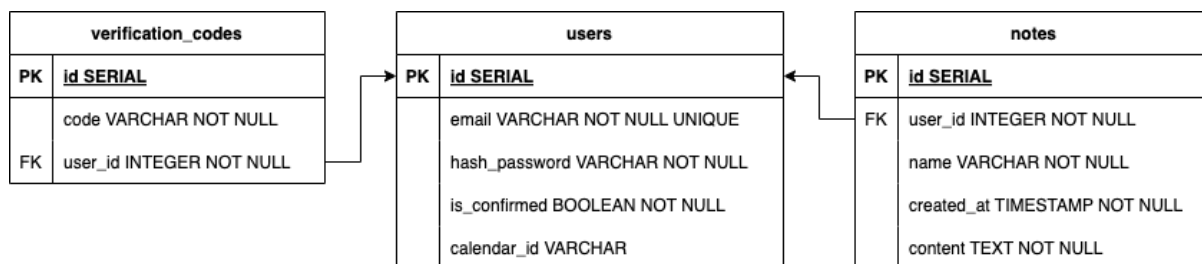 verification_codes
PK id SERIAL
code VARCHAR NOT NULL
FK user_id INTEGER NOT NULL
users
PK id SERIAL
email VARCHAR NOT NULL UNIQUE
hash_password VARCHAR NOT NULL
is_confirmed BOOLEAN NOT NULL
calendar_id VARCHAR
notes
PK id SERIAL
FK user_id INTEGER NOT NULL
name VARCHAR NOT NULL
created_at TIMESTAMP NOT NULL
content TEXT NOT NULL